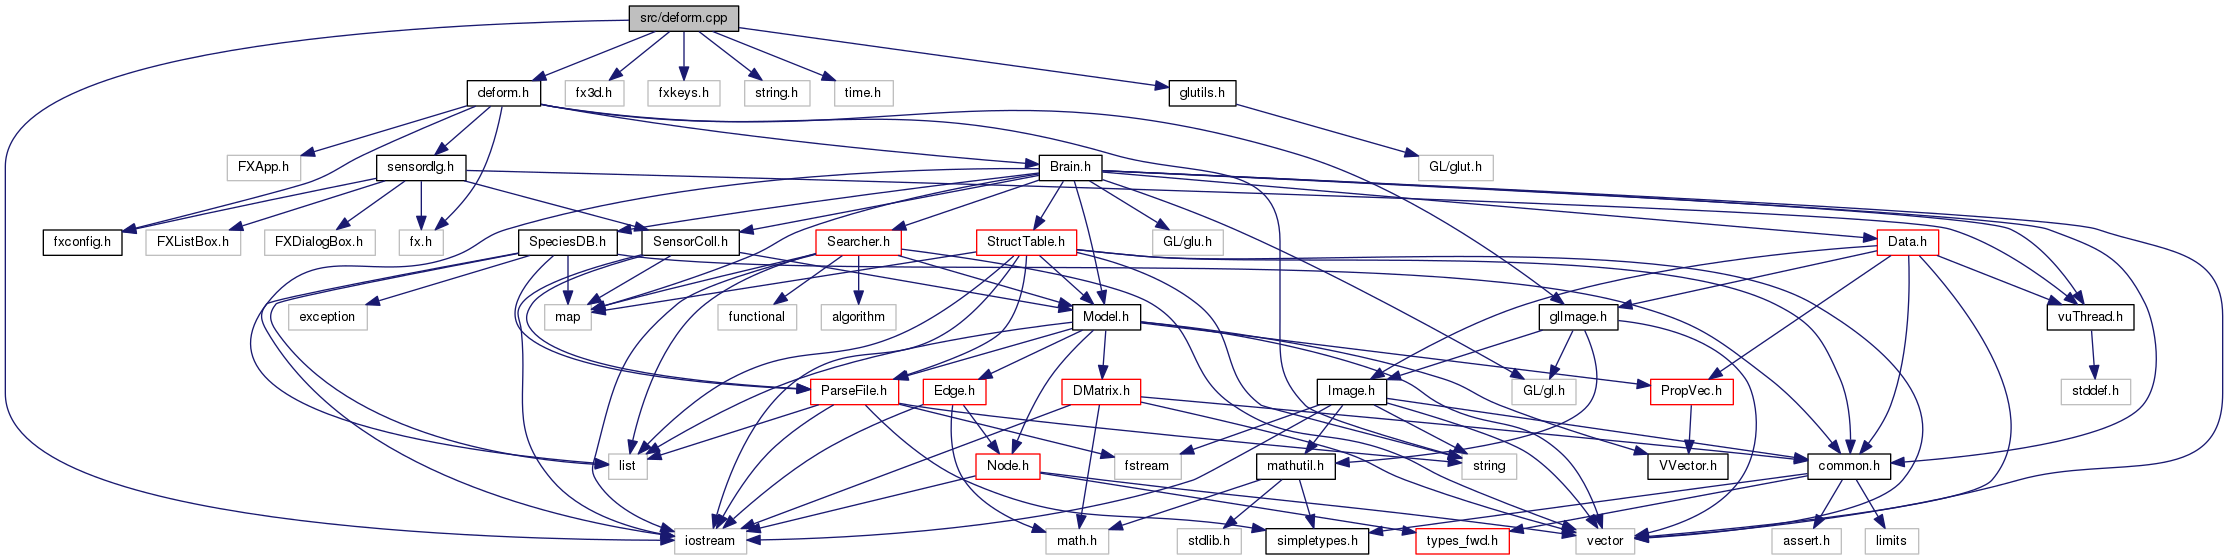 src/deform.cpp
deform.h
fx3d.h
fxkeys.h
string.h
time.h
glutils.h
FXApp.h
sensordlg.h
Brain.h
GL/glut.h
fxconfig.h
FXListBox.h
FXDialogBox.h
fx.h
SpeciesDB.h
SensorColl.h
Searcher.h
StructTable.h
GL/glu.h
Data.h
exception
map
functional
algorithm
Model.h
glImage.h
vuThread.h
ParseFile.h
Edge.h
DMatrix.h
Image.h
GL/gl.h
PropVec.h
stddef.h
list
Node.h
fstream
mathutil.h
string
VVector.h
common.h
iostream
math.h
stdlib.h
simpletypes.h
types_fwd.h
vector
assert.h
limits